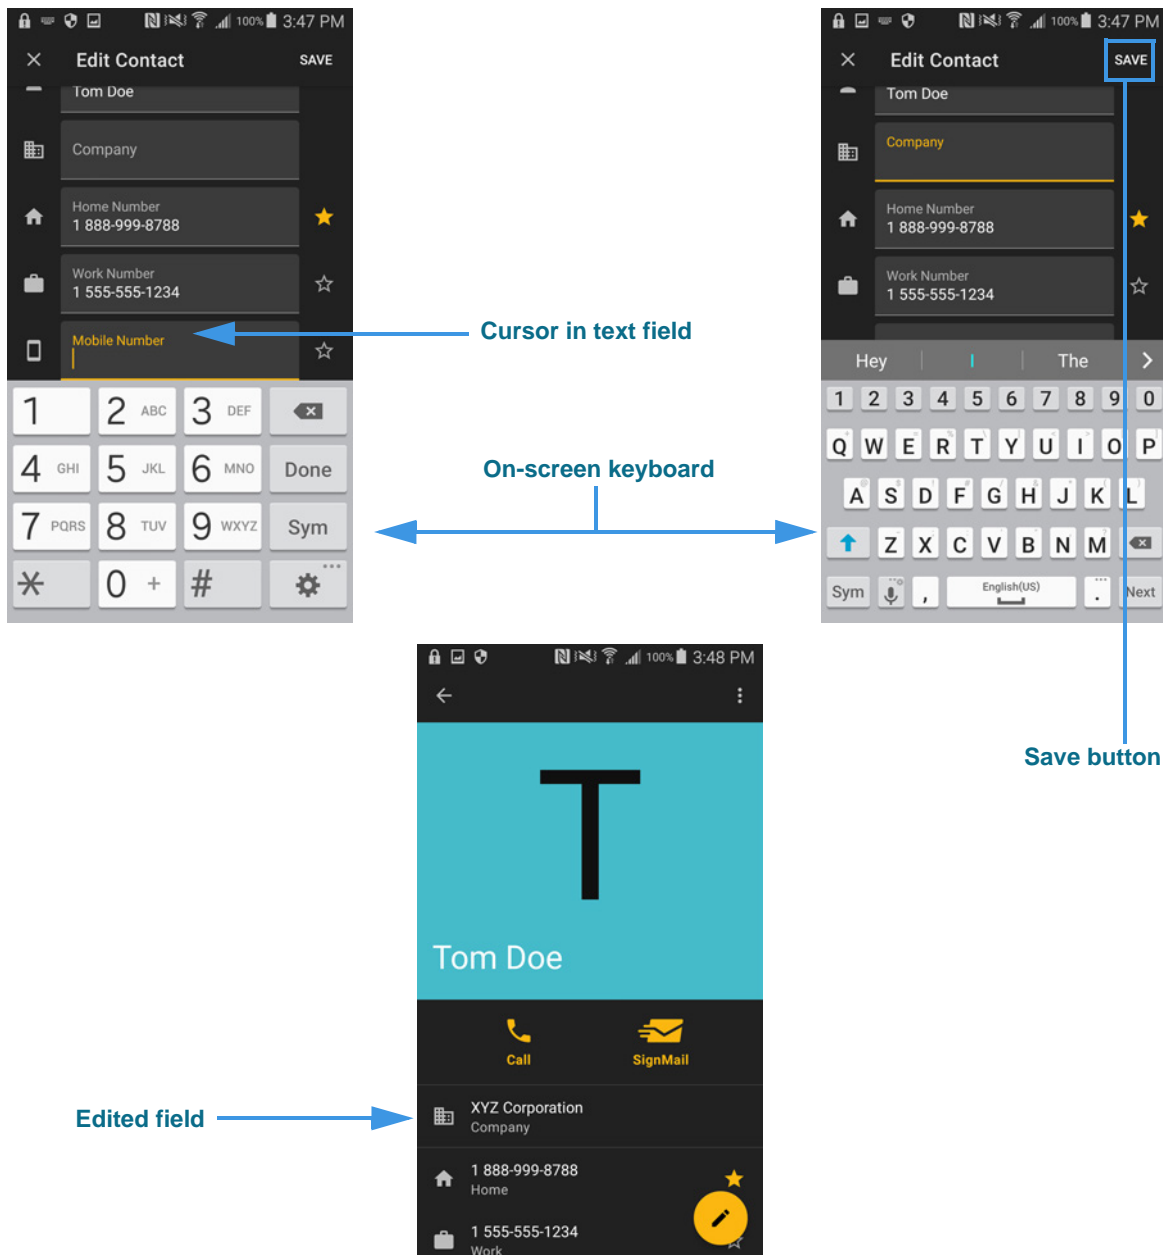 100% 3:47 PM
Edit Contact SAVE
Tom Doe
Company
Home Number
1 888-999-8788
Work Number
1 555-555-1234
Mobile Number
1 2 ABC 3 DEF
4 GHI 5 JKL 6 MNO Done
7 PQRS 8 TUV 9 WXYZ Sym
* 0 + # ...
Cursor in text field
On-screen keyboard
100% 3:47 PM
Edit Contact SAVE
Tom Doe
Company
Home Number
1 888-999-8788
Work Number
1 555-555-1234
Hey I The >
1 2 3 4 5 6 7 8 9 0
Q W E R T Y U I O P
A S D F G H J K L
Z X C V B N M
Sym , English(US) . Next
Save button
100% 3:48 PM
T
Tom Doe
Call SignMail
Edited field
XYZ Corporation
Company
1 888-999-8788
Home
1 555-555-1234
Work